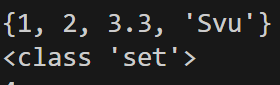 {1, 2, 3.3, 'Svu'}
<class 'set'>